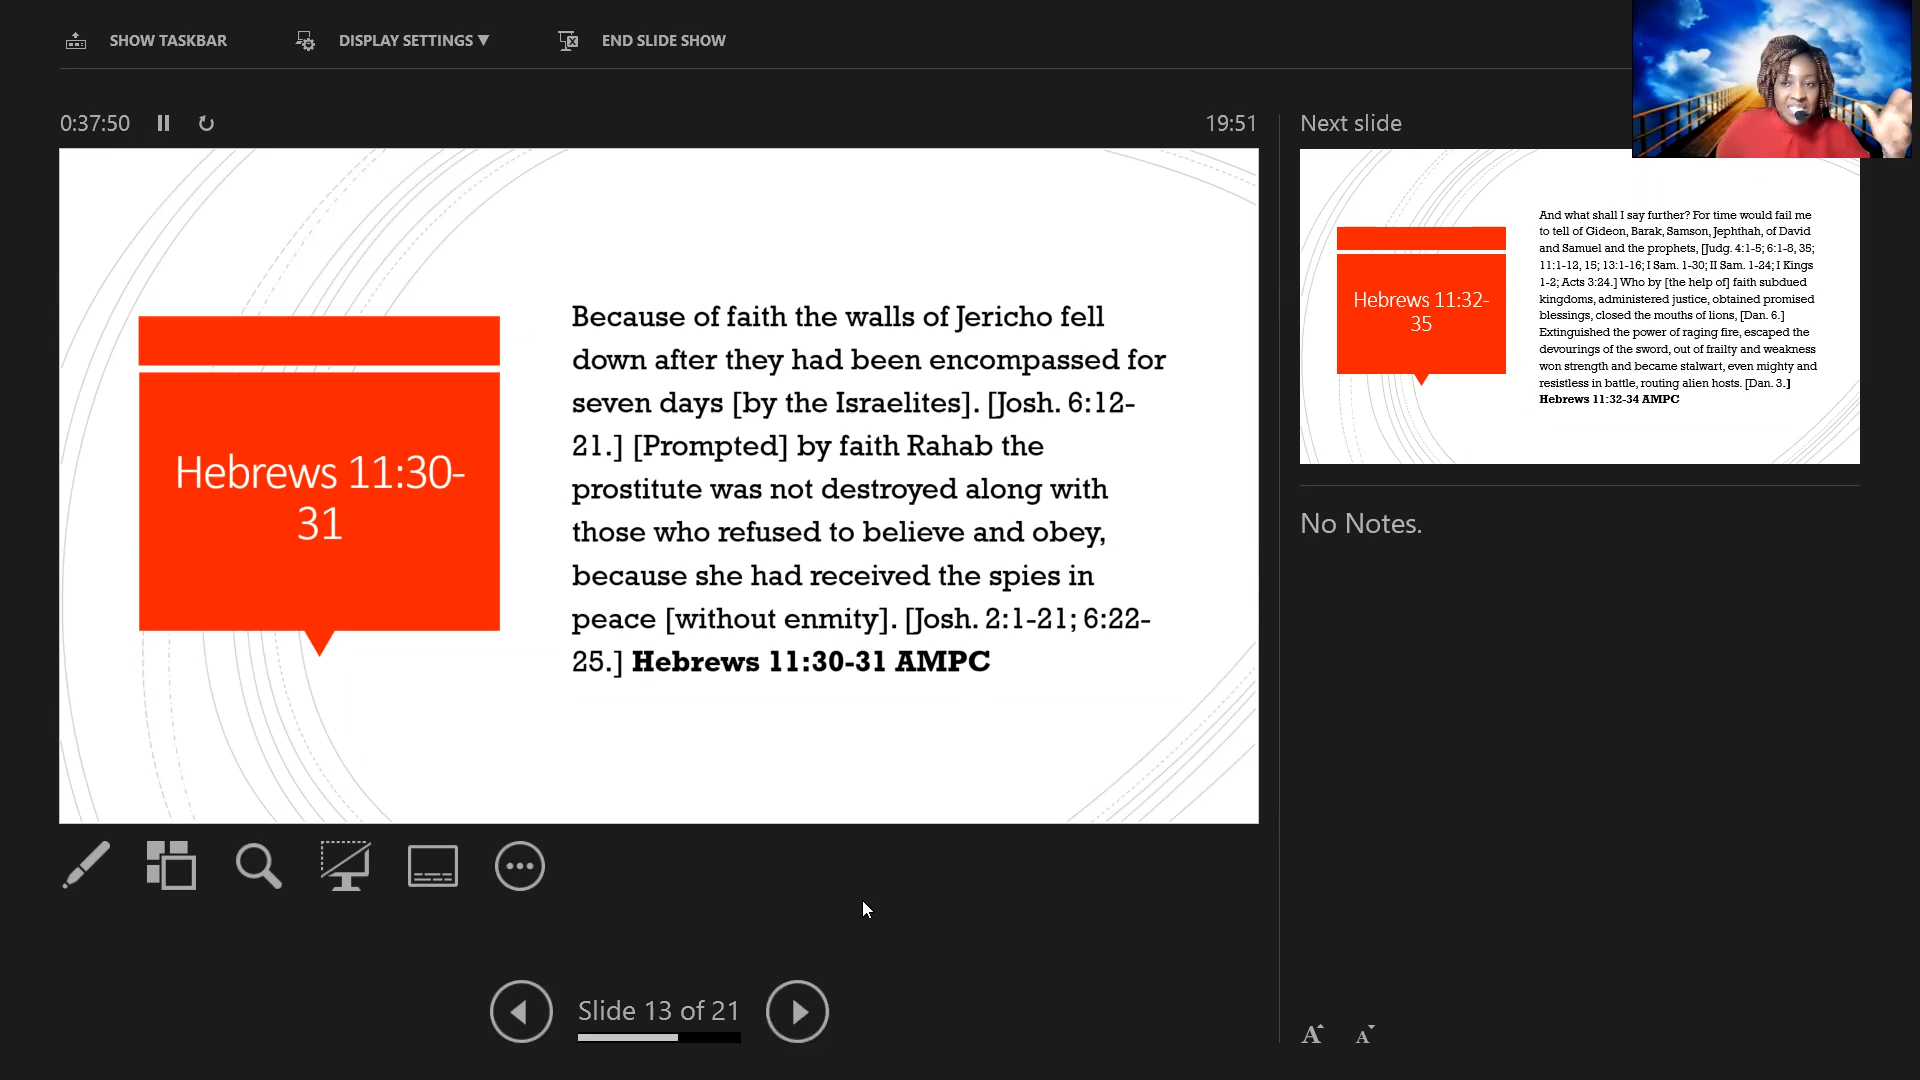 SHOW TASKBAR
DISPLAY SETTINGS ▼
END SLIDE SHOW
0:37:50
19:51
Next slide
Hebrews 11:30-
31
Because of faith the walls of Jericho fell
down after they had been encompassed for
seven days [by the Israelites]. [Josh. 6:12-
21.] [Prompted] by faith Rahab the
prostitute was not destroyed along with
those who refused to believe and obey,
because she had received the spies in
peace [without enmity]. [Josh. 2:1-21; 6:22-
25.] Hebrews 11:30-31 AMPC
Hebrews 11:32-
35
And what shall I say further? For time would fail me
to tell of Gideon, Barak, Samson, Jephthah, of David
and Samuel and the prophets, [Judg. 4:1-5; 6:1-8, 35;
11:1-12, 15; 13:1-16; I Sam. 1-30; II Sam. 1-24; I Kings
1-2; Acts 3:24.] Who by [the help of] faith subdued
kingdoms, administered justice, obtained promised
blessings, closed the mouths of lions, [Dan. 6.]
Extinguished the power of raging fire, escaped the
devourings of the sword, out of frailty and weakness
won strength and became stalwart, even mighty and
resistless in battle, routing alien hosts. [Dan. 3.]
Hebrews 11:32-34 AMPC
No Notes.
Slide 13 of 21
A A